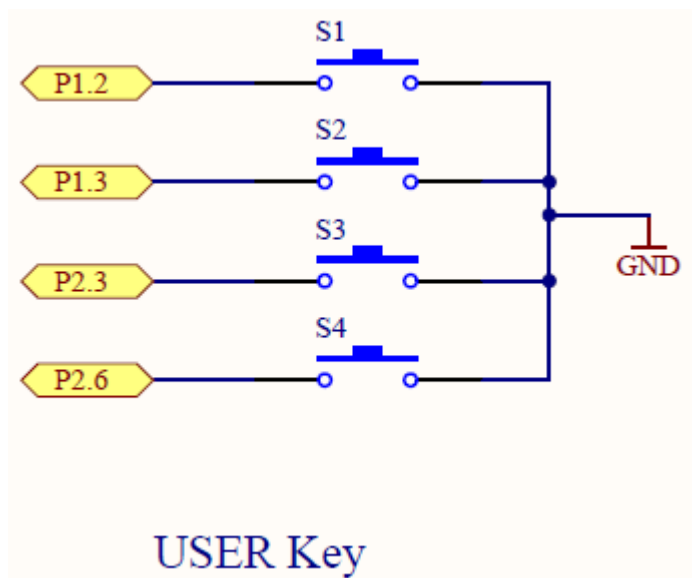 S1
P1.2
S2
P1.3
S3
GND
P2.3
S4
P2.6
USER Key